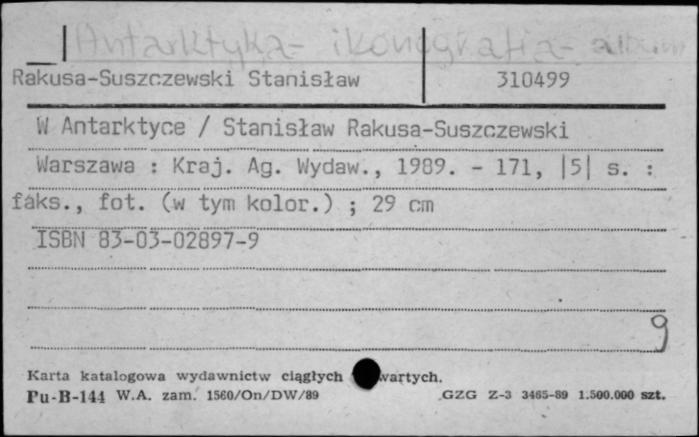 Antarktyka - ikonografia - album
Rakusa-Suszczewski Stanisław 310499
W Antarktyce / Stanisław Rakusa-Suszczewski
Warszawa : Kraj. Ag. Wydaw., 1989. - 171, |5| s. :
faks., fot. (w tym kolor.) ; 29 cm
ISBN 83-03-02897-9
9
Karta katalogowa wydawnictw ciągłych wartych.
Pu-B-144 W.A. zam. 1560/On/DW/89 GZG Z-3 3465-89 1.500.000 szt.